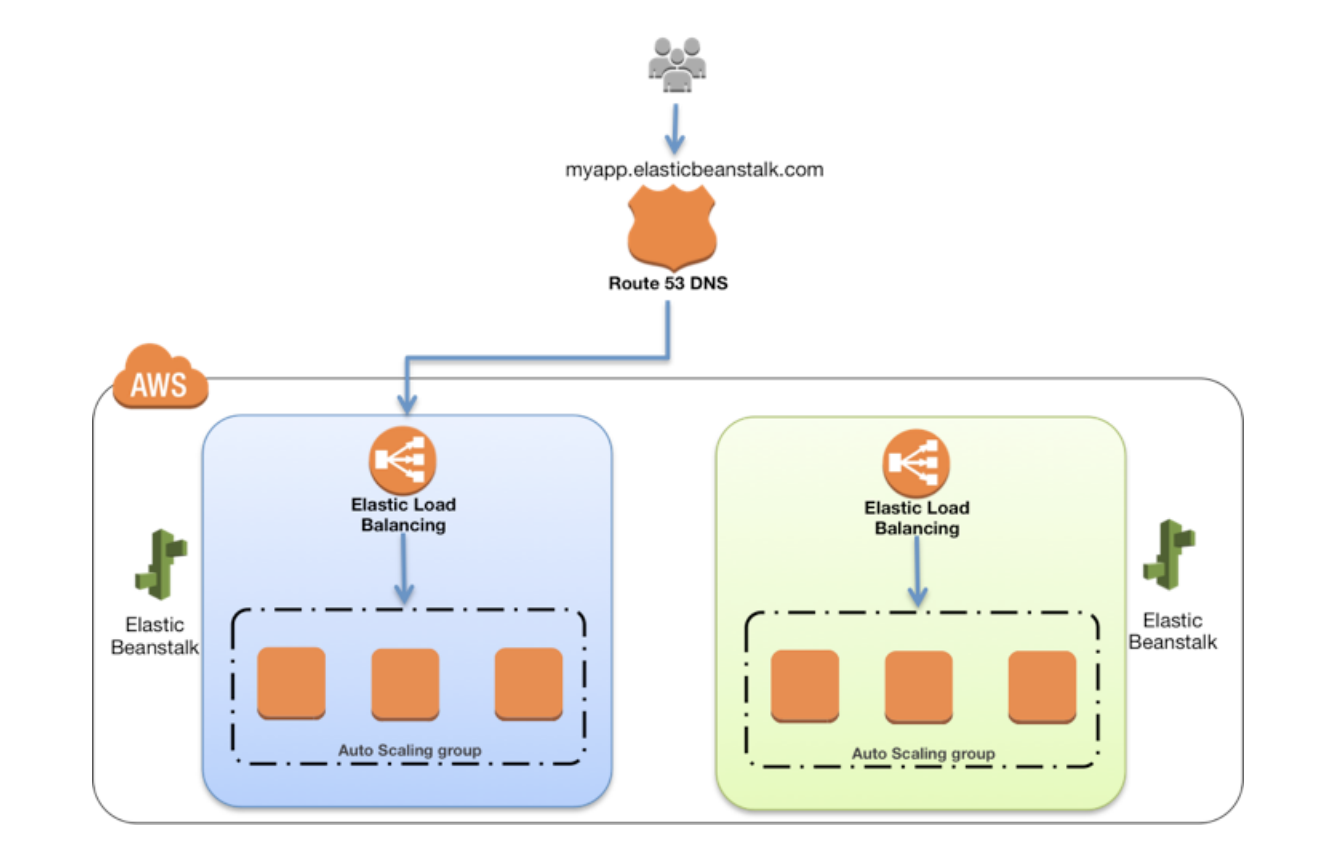 myapp.elasticbeanstalk.com
Route 53 DNS
AWS
Elastic Load
Balancing
Elastic
Beanstalk
Auto Scaling group
Elastic Load
Balancing
Elastic
Beanstalk
Auto Scaling group